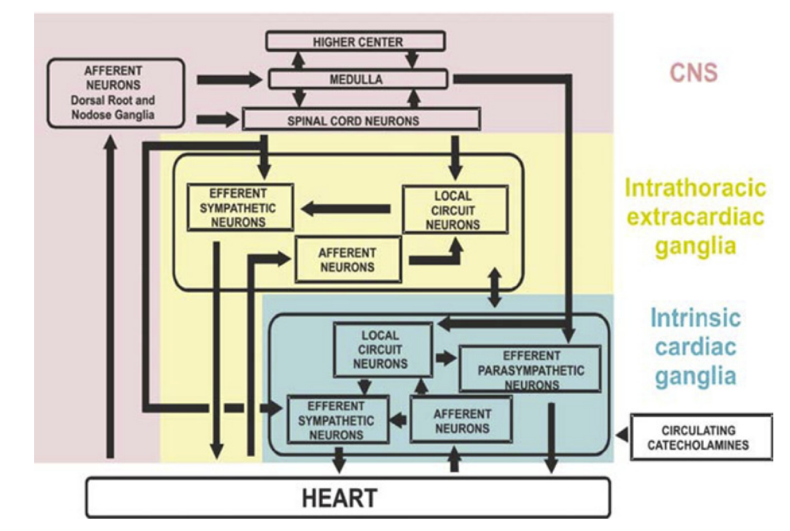 HIGHER CENTER
MEDULLA
SPINAL CORD NEURONS
AFFERENT
NEURONS
Dorsal Root and
Nodose Ganglia
CNS
EFFERENT
SYMPATHETIC
NEURONS
LOCAL
CIRCUIT
NEURONS
AFFERENT
NEURONS
Intrathoracic
extracardiac
ganglia
LOCAL
CIRCUIT
NEURONS
EFFERENT
PARASYMPATHETIC
NEURONS
EFFERENT
SYMPATHETIC
NEURONS
AFFERENT
NEURONS
Intrinsic
cardiac
ganglia
CIRCULATING
CATECHOLAMINES
HEART